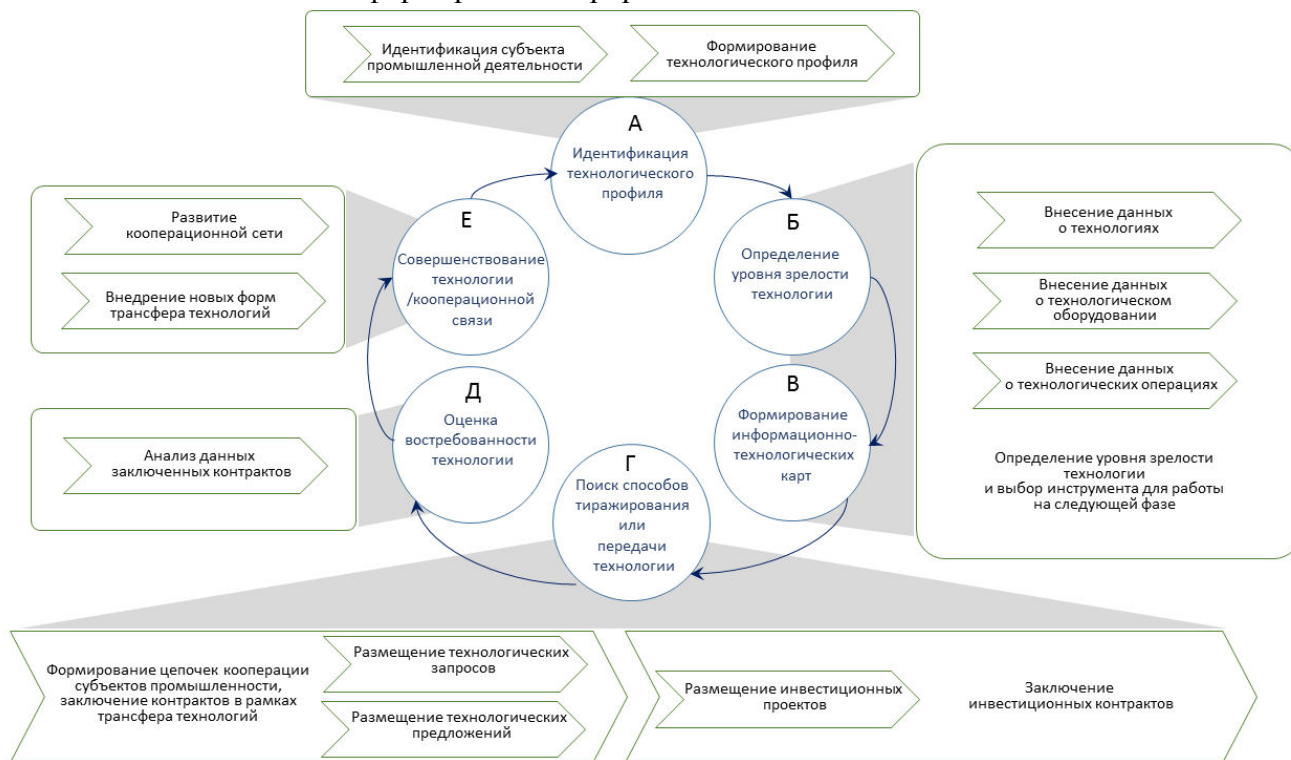 Идентификация субъекта
промышленной деятельности
Формирование
технологического профиля
А
Идентификация
технологического
профиля
Б
Определение
уровня зрелости
технологии
В
Формирование
информационно-
технологических
карт
Г
Поиск способов
тиражирования
или
передачи
технологии
Д
Оценка
востребованности
технологии
Е
Совершенствование
технологии
/кооперационной
связи
Развитие
кооперационной сети
Внедрение новых форм
трансфера технологий
Анализ данных
заключенных контрактов
Внесение данных
о технологиях
Внесение данных
о технологическом
оборудовании
Внесение данных
о технологических операциях
Определение уровня зрелости
технологии
и выбор инструмента для работы
на следующей фазе
Формирование цепочек кооперации
субъектов промышленности,
заключение контрактов в рамках
трансфера технологий
Размещение технологических
запросов
Размещение технологических
предложений
Размещение инвестиционных
проектов
Заключение
инвестиционных контрактов